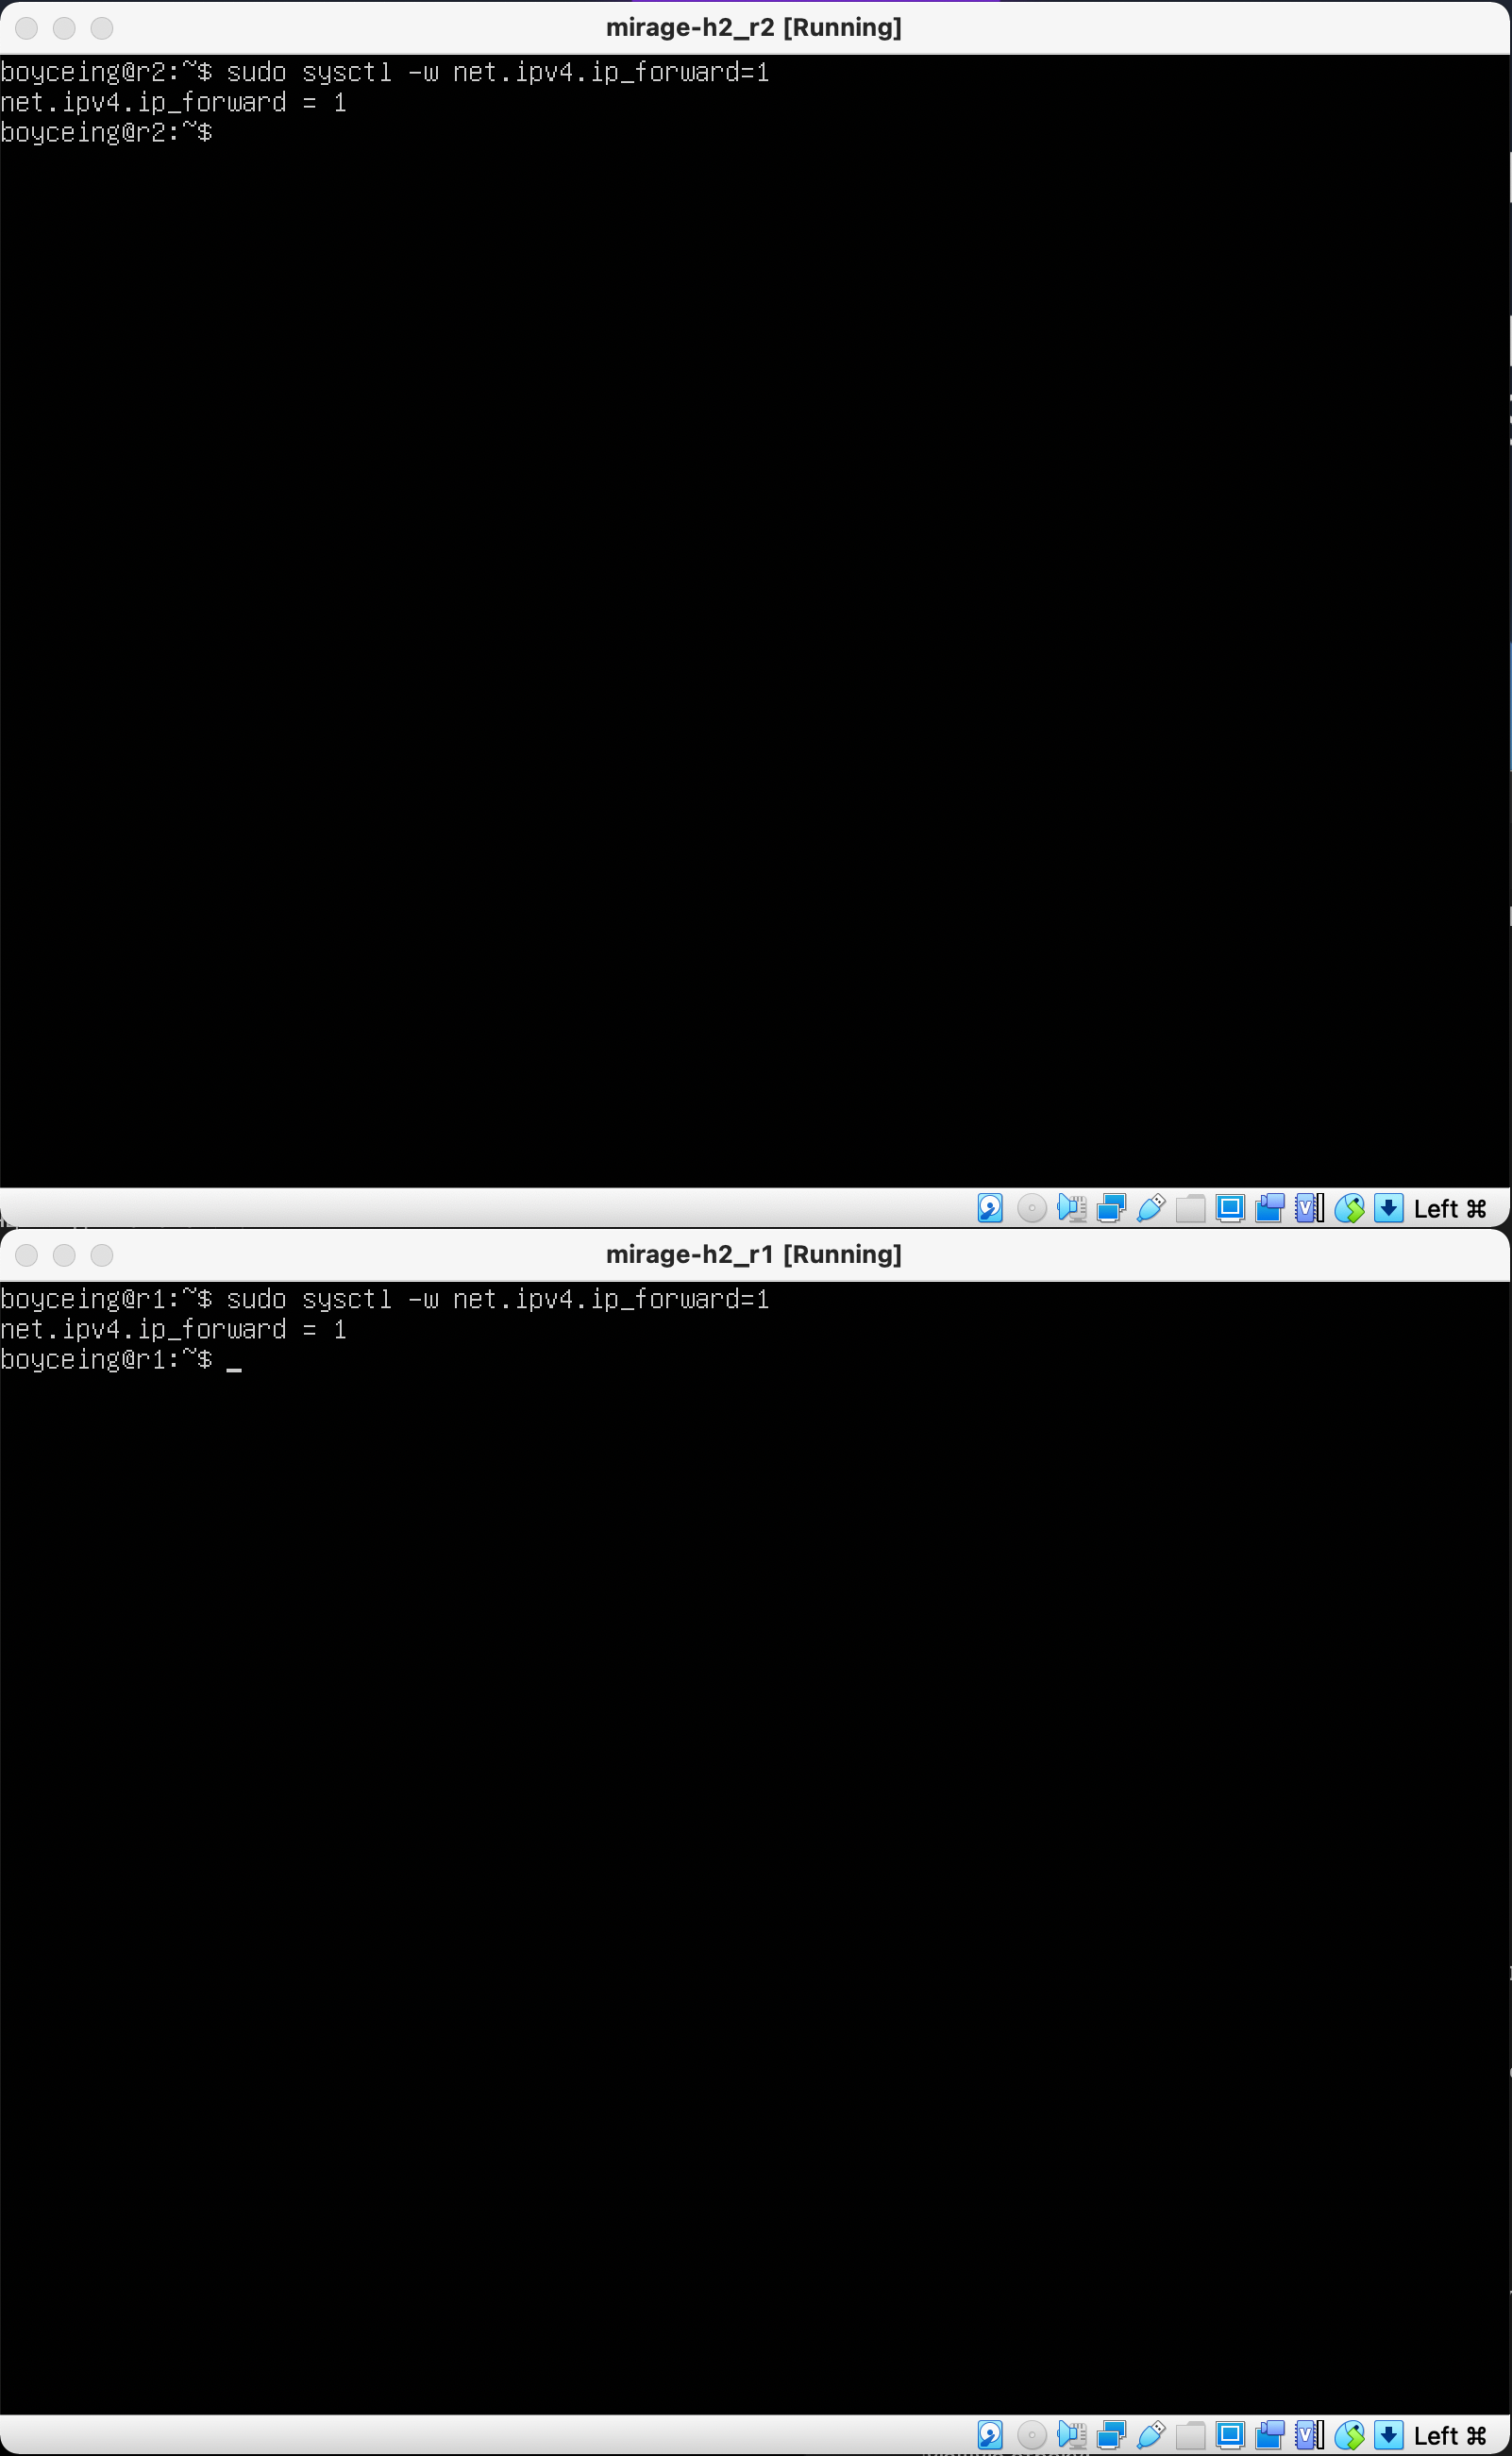 mirage-h2_r2 [Running]
boyceing@r2:~$ sudo sysctl -w net.ipv4.ip_forward=1
net.ipv4.ip_forward = 1
boyceing@r2:~$
Left ⌘
mirage-h2_r1 [Running]
boyceing@r1:~$ sudo sysctl -w net.ipv4.ip_forward=1
net.ipv4.ip_forward = 1
boyceing@r1:~$ _
Left ⌘